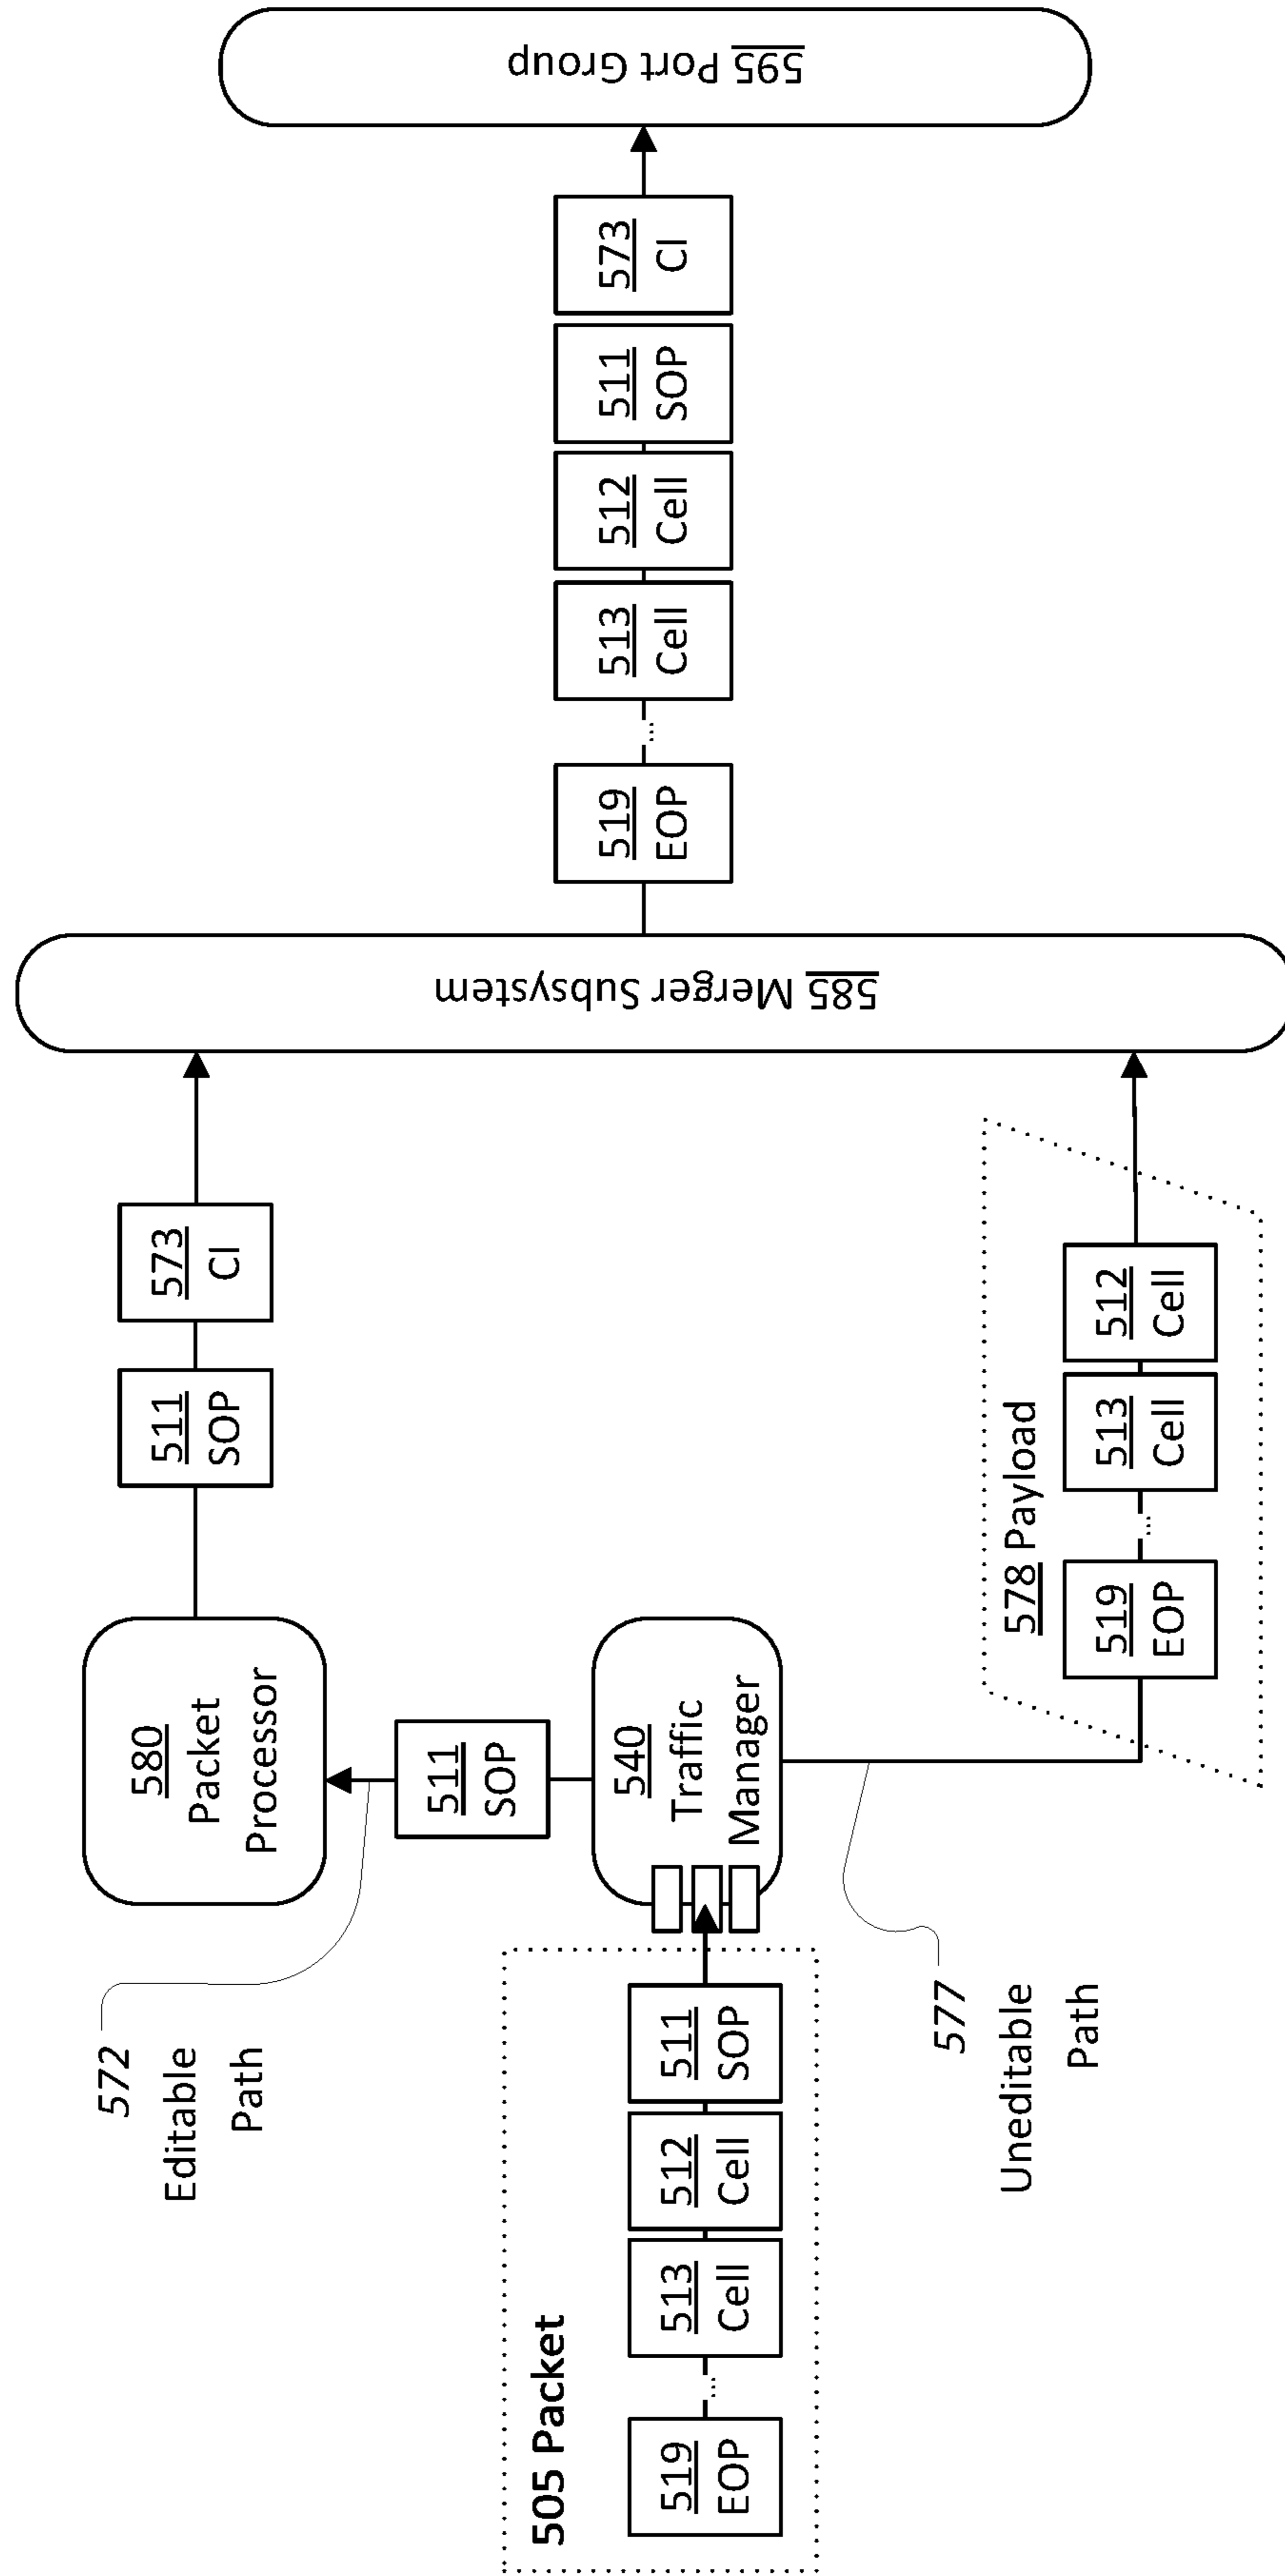 505 Packet
519
EOP
...
513
Cell
512
Cell
511
SOP
572
Editable
Path
577
Uneditable
Path
580
Packet
Processor
511
SOP
540
Traffic
Manager
511
SOP
573
CI
578 Payload
519
EOP
...
513
Cell
512
Cell
585 Merger Subsystem
519
EOP
...
513
Cell
512
Cell
511
SOP
573
CI
595 Port Group